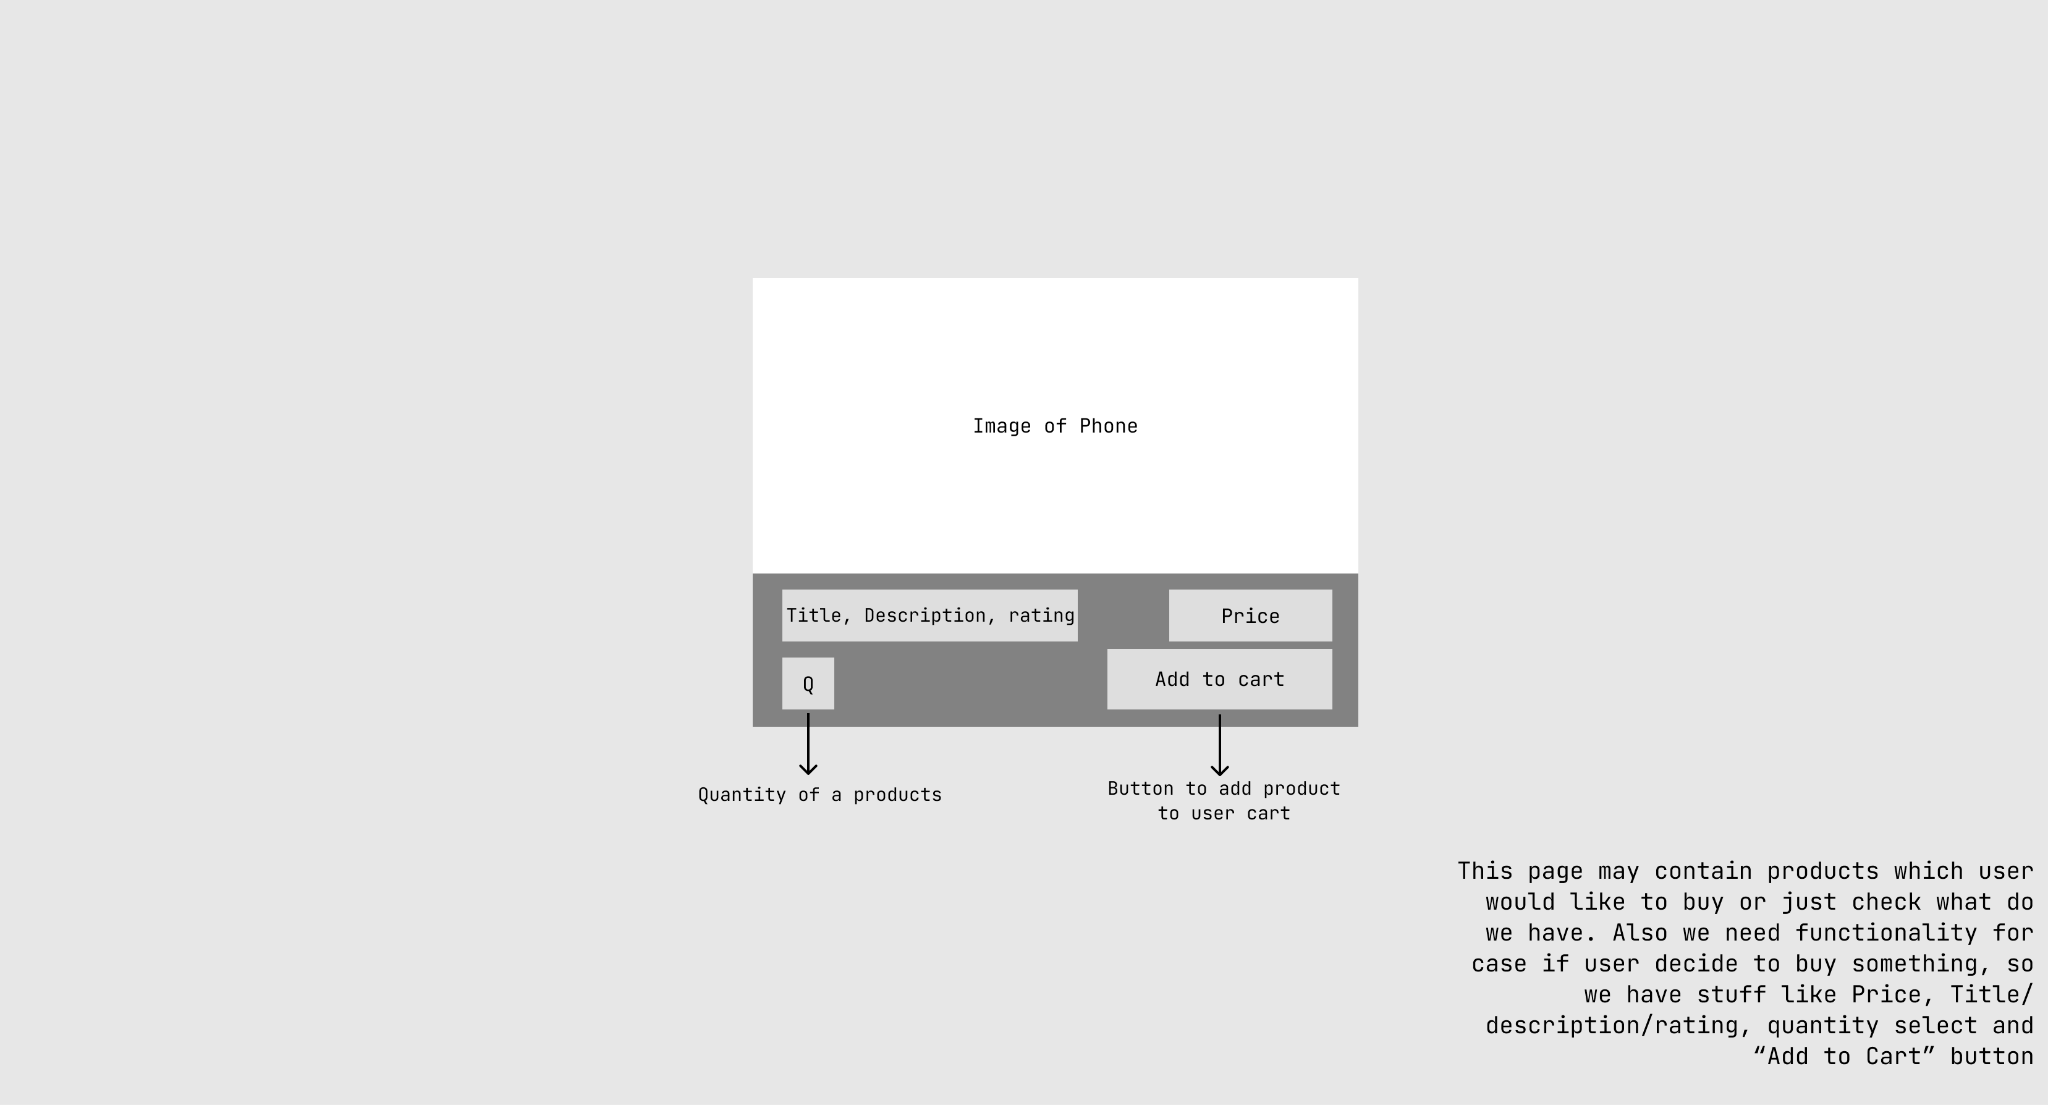 Image of Phone
Title, Description, rating
Price
Q
Add to cart
Quantity of a products
Button to add product
to user cart
This page may contain products which user
would like to buy or just check what do
we have. Also we need functionality for
case if user decide to buy something, so
we have stuff like Price, Title/
description/rating, quantity select and
“Add to Cart” button